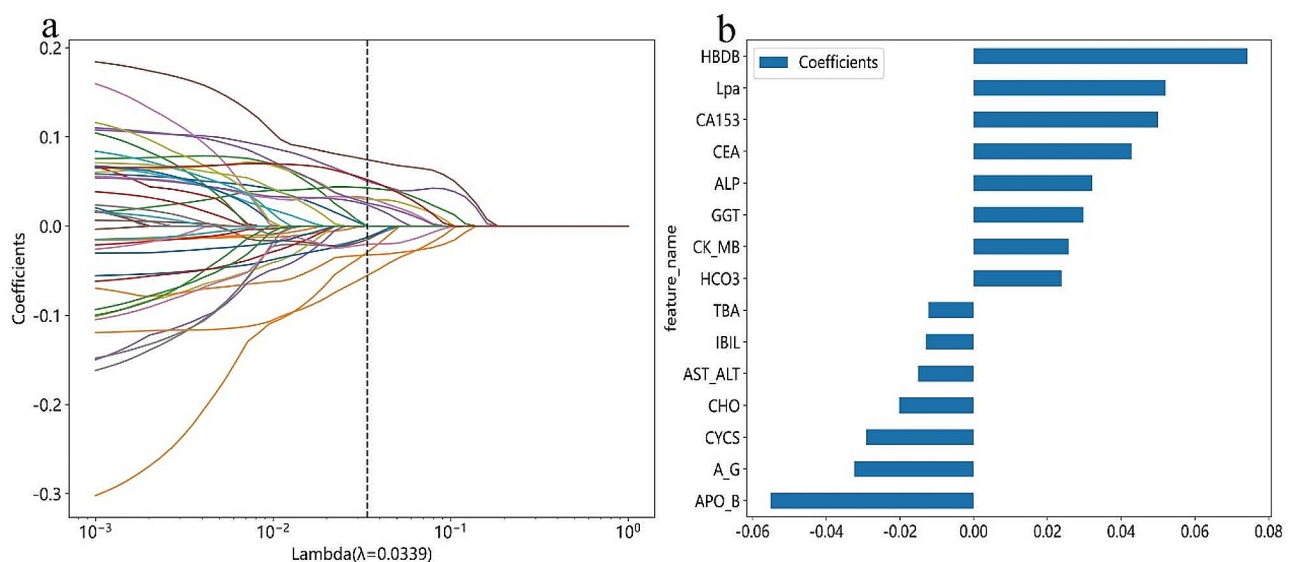 a
0.2
0.1
0.0
-0.1
-0.2
-0.3
Coefficients
10⁻³
10⁻²
10⁻¹
10⁰
Lambda(λ=0.0339)
b
Coefficients
HBDB
Lpa
CA153
CEA
ALP
GGT
CK_MB
HCO3
TBA
IBIL
AST_ALT
CHO
CYCS
A_G
APO_B
feature_name
-0.06
-0.04
-0.02
0.00
0.02
0.04
0.06
0.08